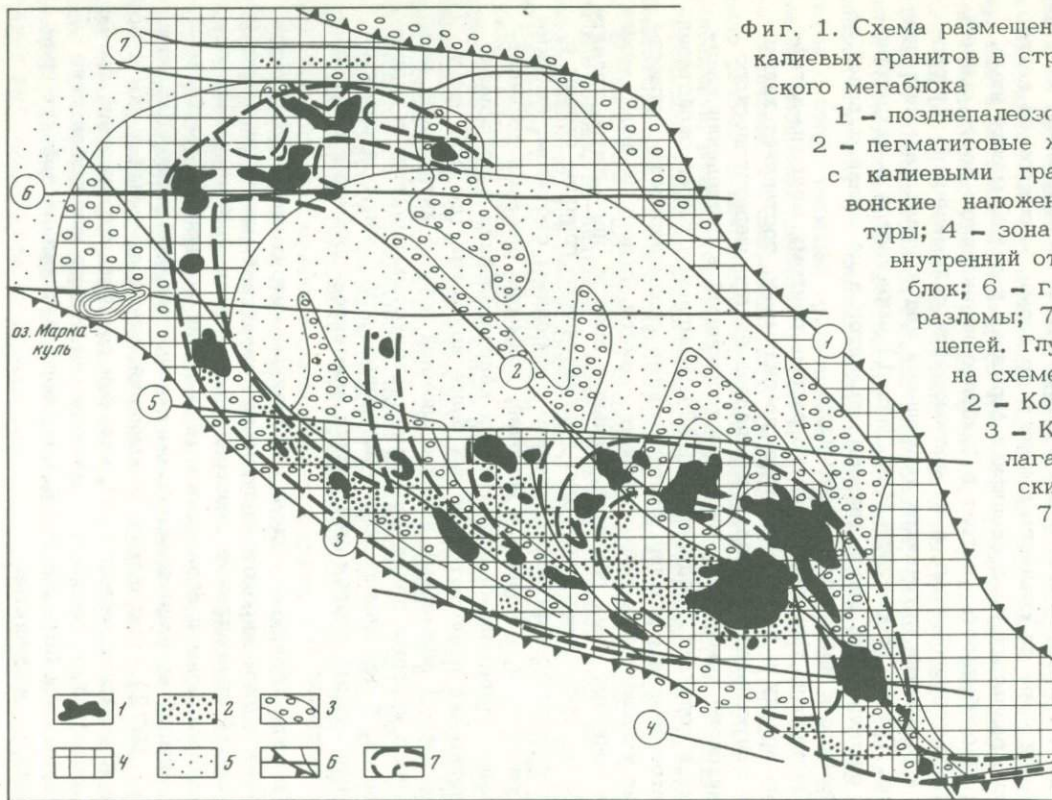 Фиг. 1. Схема размещен
калиевых гранитов в стр
ского мегаблока
1 – позднепалеозо
2 – пегматитовые ж
с калиевыми гра
вонские наложен
туры; 4 – зона
внутренний от
блок; 6 – г
разломы; 7
цепей. Глу
на схеме
2 – Ко
3 – К
лага
ски
7
7
6
оз. Марка-
куль
5
3
2
1
4
1 2 3
4 5 6 7